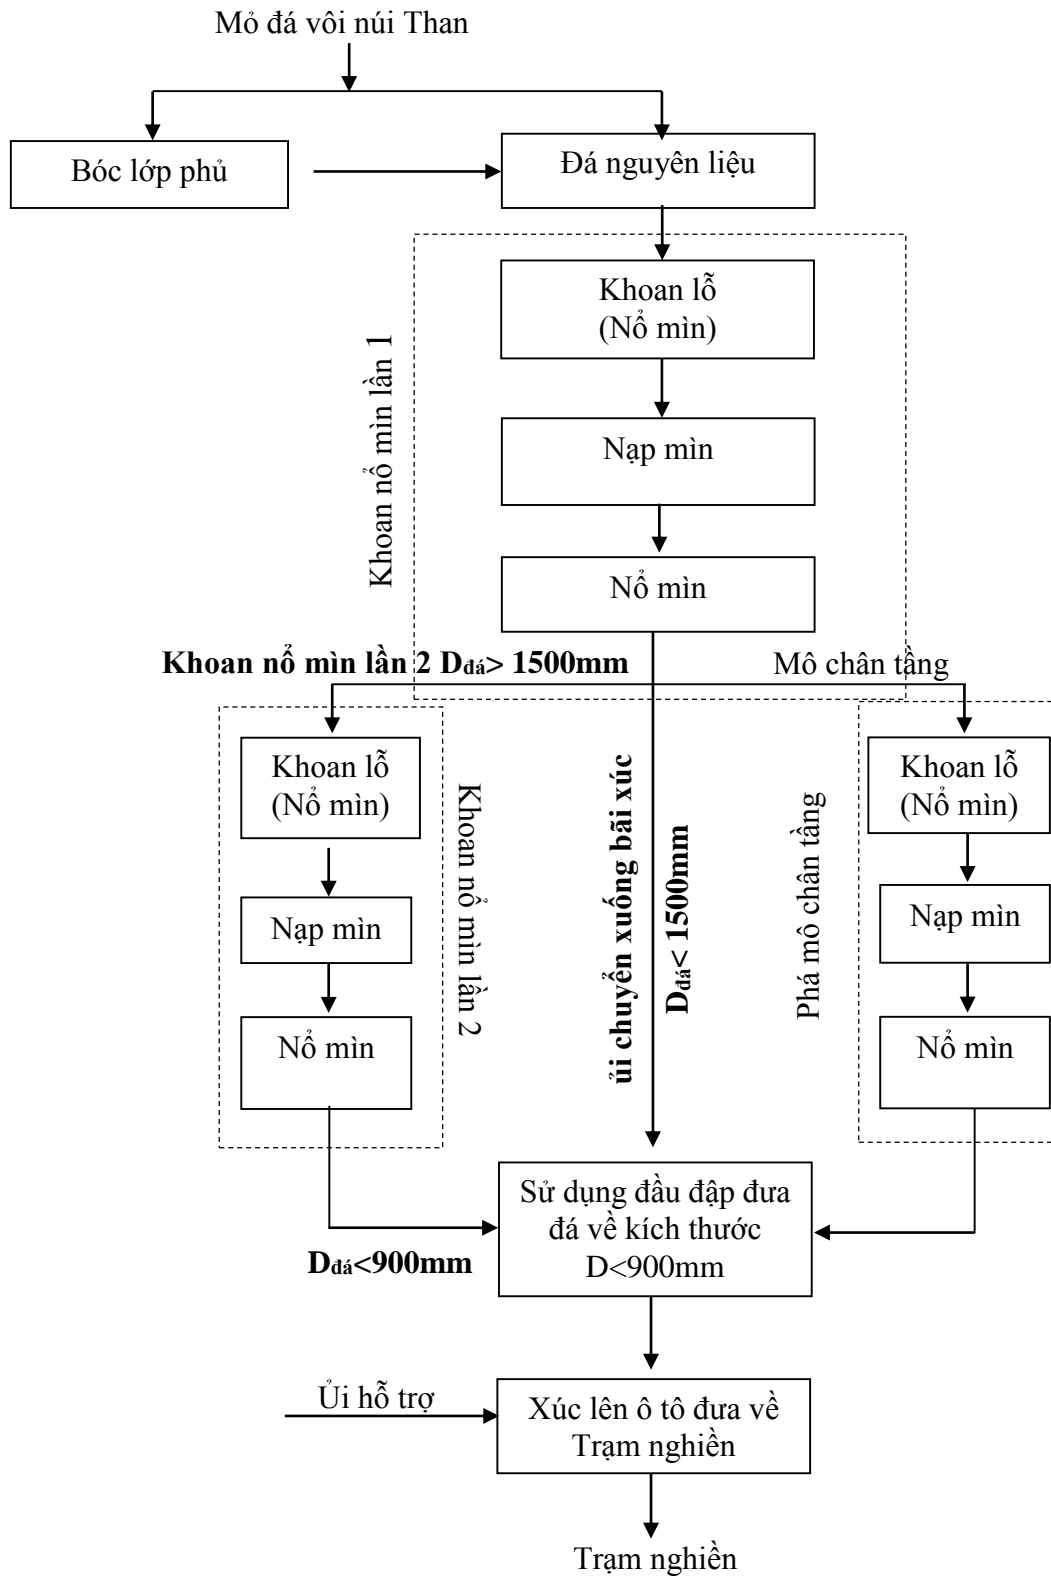 Mỏ đá vôi núi Than
Bóc lớp phủ
Đá nguyên liệu
Khoan lỗ
(Nổ mìn)
Khoan nổ mìn lần 1
Nạp mìn
Nổ mìn
Khoan nổ mìn lần 2 Dđá> 1500mm
Mô chân tầng
Khoan lỗ
(Nổ mìn)
Nạp mìn
Nổ mìn
Khoan nổ mìn lần 2
ủi chuyển xuống bãi xúc
Dđá< 1500mm
Phá mô chân tầng
Khoan lỗ
(Nổ mìn)
Nạp mìn
Nổ mìn
Dđá<900mm
Sử dụng đầu đập đưa
đá về kích thước
D<900mm
Ủi hỗ trợ
Xúc lên ô tô đưa về
Trạm nghiền
Trạm nghiền